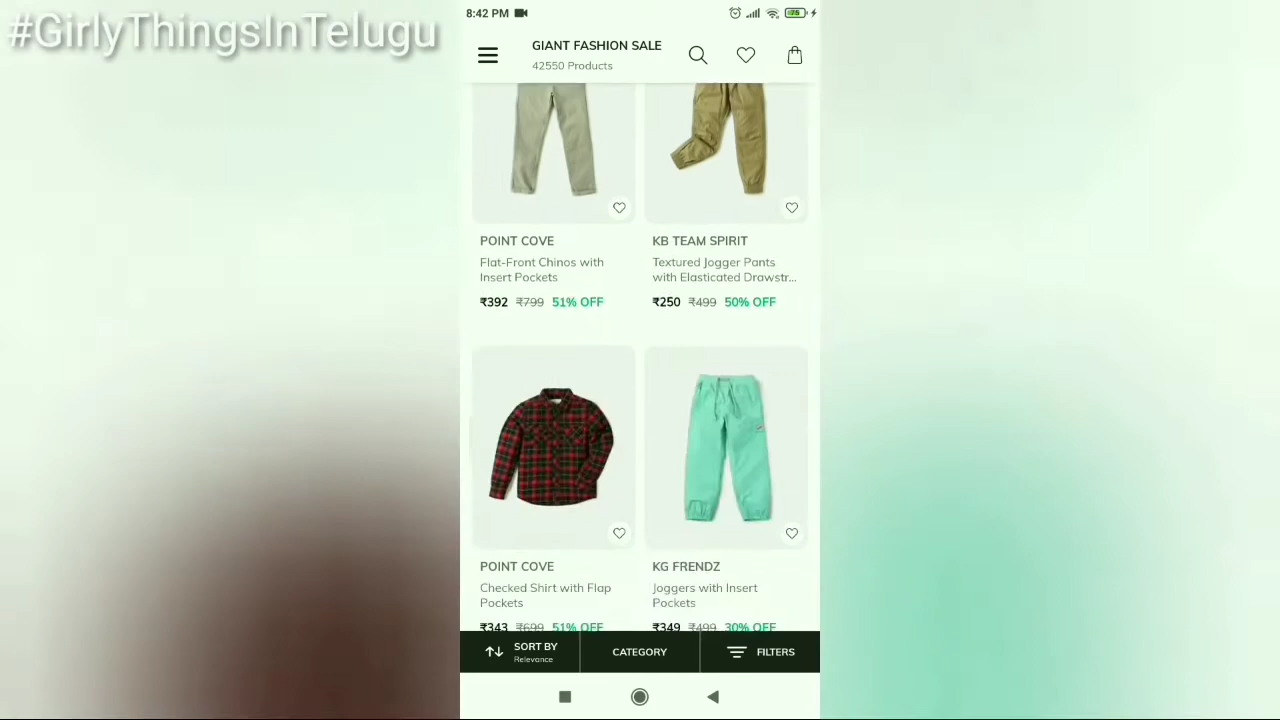 #GirlyThingsInTelugu
8:42 PM
75
GIANT FASHION SALE
42550 Products
POINT COVE
Flat-Front Chinos with
Insert Pockets
₹392 ₹799 51% OFF
KB TEAM SPIRIT
Textured Jogger Pants
with Elasticated Drawstr...
₹250 ₹499 50% OFF
POINT COVE
Checked Shirt with Flap
Pockets
₹343 ₹699 51% OFF
KG FRENDZ
Joggers with Insert
Pockets
₹349 ₹499 30% OFF
SORT BY
Relevance
CATEGORY
FILTERS